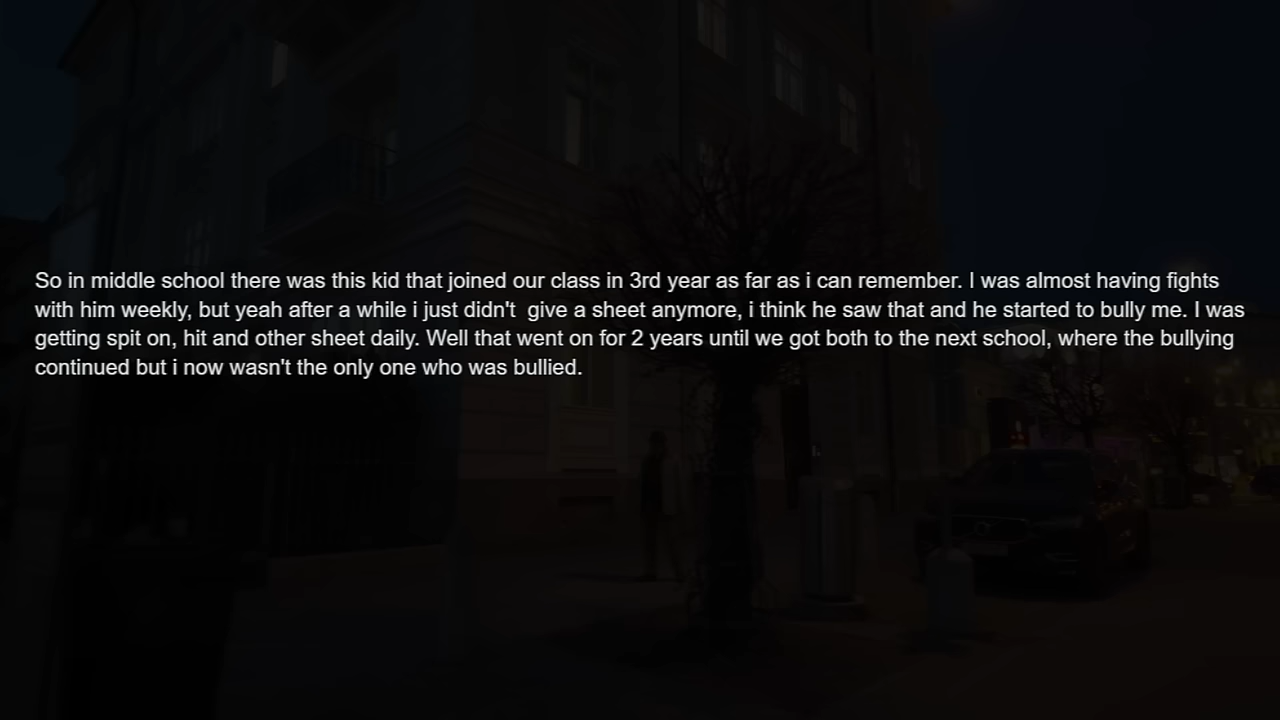 So in middle school there was this kid that joined our class in 3rd year as far as i can remember. I was almost having fights
with him weekly, but yeah after a while i just didn't  give a sheet anymore, i think he saw that and he started to bully me. I was
getting spit on, hit and other sheet daily. Well that went on for 2 years until we got both to the next school, where the bullying
continued but i now wasn't the only one who was bullied.